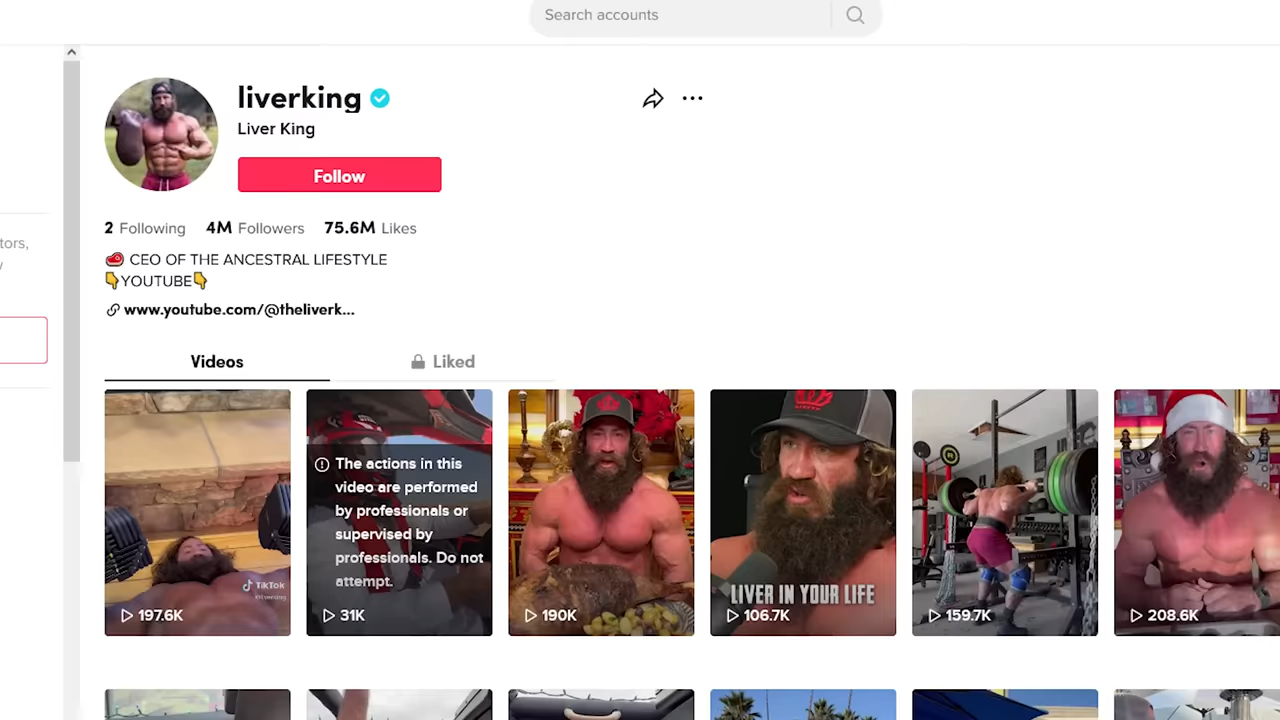 Search accounts
liverking
Liver King
Follow
tors,
2 Following 4M Followers 75.6M Likes
🥩 CEO OF THE ANCESTRAL LIFESTYLE
👇YOUTUBE👇
www.youtube.com/@theliverk...
Videos
Liked
The actions in this
video are performed
by professionals or
supervised by
professionals. Do not
attempt.
TikTok
LIVER IN YOUR LIFE
197.6K
31K
190K
106.7K
159.7K
208.6K